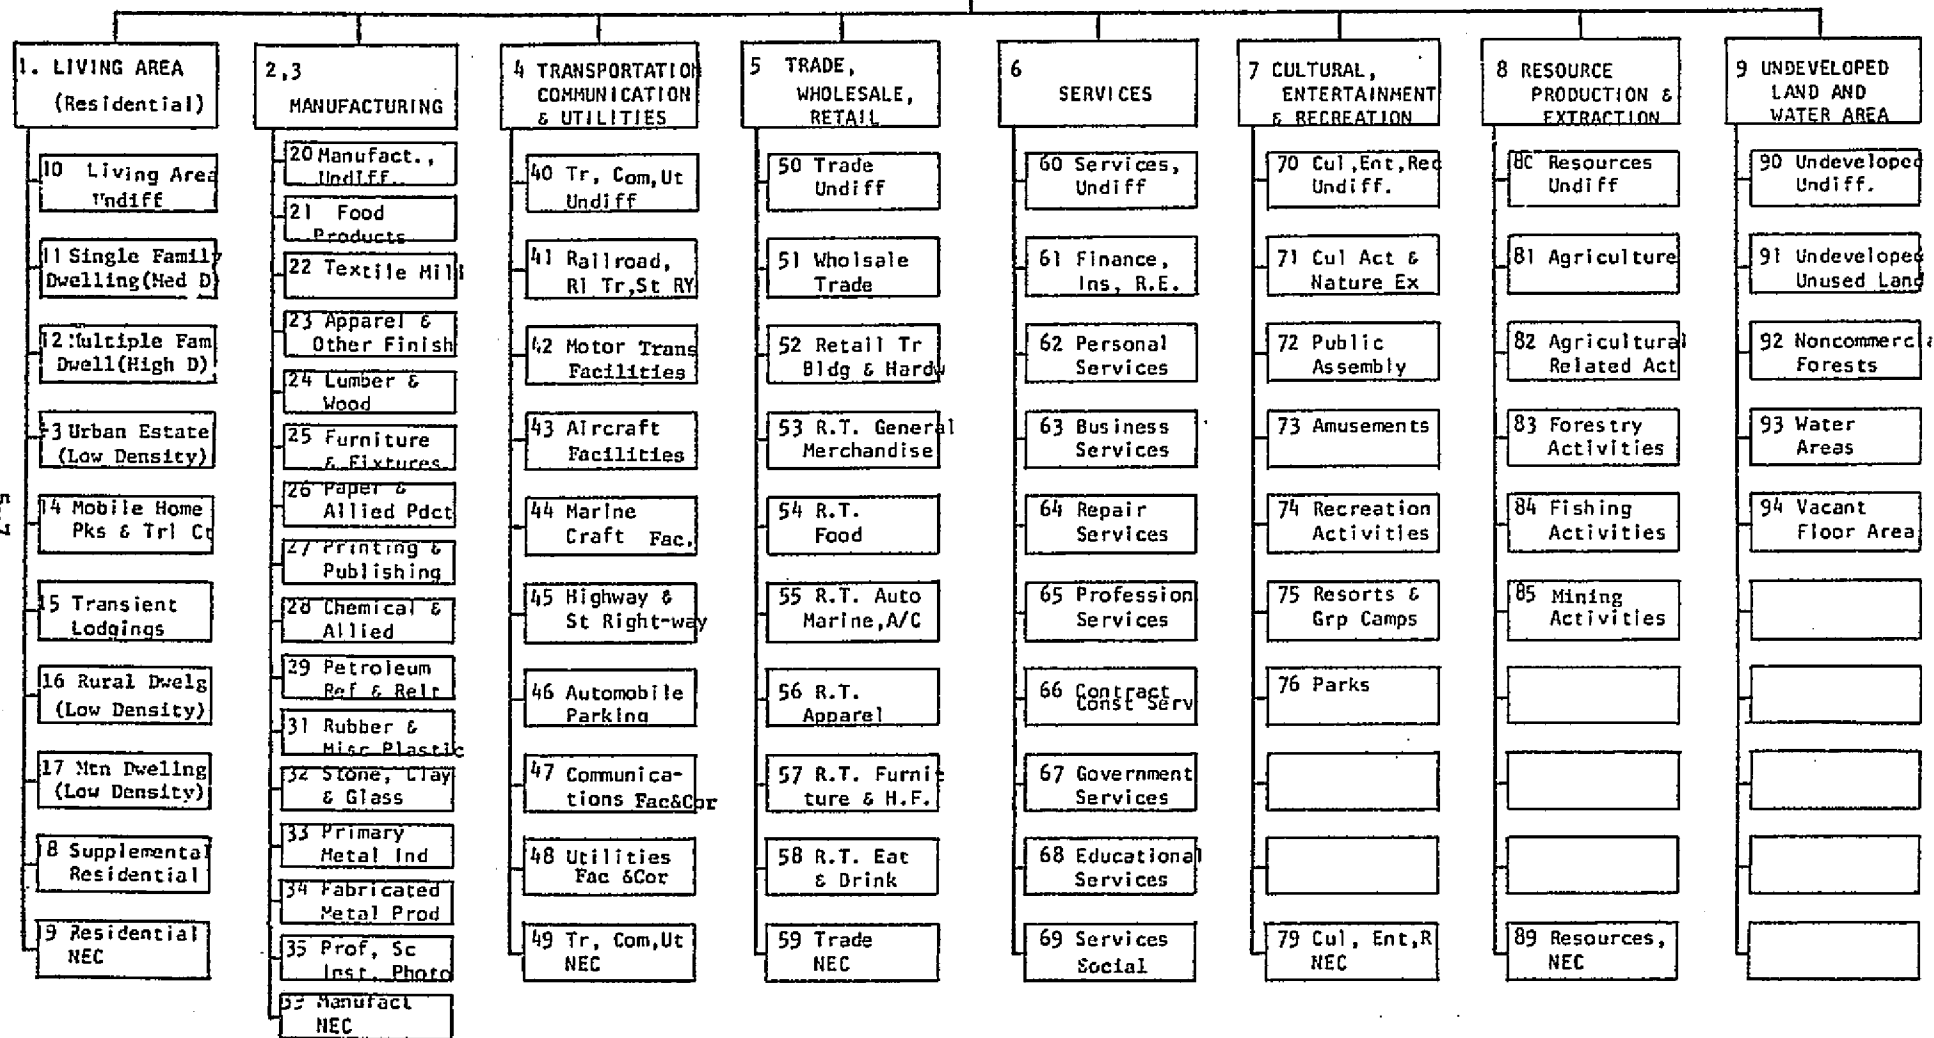 1. LIVING AREA
(Residential)
10 Living Area
Undiff
11 Single Family
Dwelling(Med D)
12 Multiple Fam
Dwell(High D)
3 Urban Estate
(Low Density)
14 Mobile Home
Pks & Trl Ct
15 Transient
Lodgings
16 Rural Dwelg
(Low Density)
17 Mtn Dwelng
(Low Density)
18 Supplemental
Residential
19 Residential
NEC
2,3
MANUFACTURING
20 Manufact.,
Undiff.
21 Food
Products
22 Textile Mill
23 Apparel &
Other Finish
24 Lumber &
Wood
25 Furniture
& Fixtures
26 Paper &
Allied Pdct
27 Printing &
Publishing
28 Chemical &
Allied
29 Petroleum
Ref & Relt
31 Rubber &
Misc Plastic
32 Stone, Clay
& Glass
33 Primary
Metal Ind
34 Fabricated
Metal Prod
35 Prof, Sc
Inst, Photo
39 Manufact
NEC
4 TRANSPORTATION
COMMUNICATION
& UTILITIES
40 Tr, Com,Ut
Undiff
41 Railroad,
Rl Tr,St RY
42 Motor Trans
Facilities
43 Aircraft
Facilities
44 Marine
Craft Fac.
45 Highway &
St Right-way
46 Automobile
Parking
47 Communica-
tions Fac&Cor
48 Utilities
Fac &Cor
49 Tr, Com,Ut
NEC
5 TRADE,
WHOLESALE,
RETAIL
50 Trade
Undiff
51 Wholsale
Trade
52 Retail Tr
Bldg & Hardw
53 R.T. General
Merchandise
54 R.T.
Food
55 R.T. Auto
Marine,A/C
56 R.T.
Apparel
57 R.T. Furni-
ture & H.F.
58 R.T. Eat
& Drink
59 Trade
NEC
6
SERVICES
60 Services,
Undiff
61 Finance,
Ins, R.E.
62 Personal
Services
63 Business
Services
64 Repair
Services
65 Profession
Services
66 Contract
Const Serv
67 Government
Services
68 Educational
Services
69 Services
Social
7 CULTURAL,
ENTERTAINMENT
& RECREATION
70 Cul,Ent,Rec
Undiff.
71 Cul Act &
Nature Ex
72 Public
Assembly
73 Amusements
74 Recreation
Activities
75 Resorts &
Grp Camps
76 Parks
79 Cul, Ent,R
NEC
8 RESOURCE
PRODUCTION &
EXTRACTION
80 Resources
Undiff
81 Agriculture
82 Agricultural
Related Act
83 Forestry
Activities
84 Fishing
Activities
85 Mining
Activities
89 Resources,
NEC
9 UNDEVELOPED
LAND AND
WATER AREA
90 Undeveloped
Undiff.
91 Undeveloped
Unused Land
92 Noncommercia
Forests
93 Water
Areas
94 Vacant
Floor Area